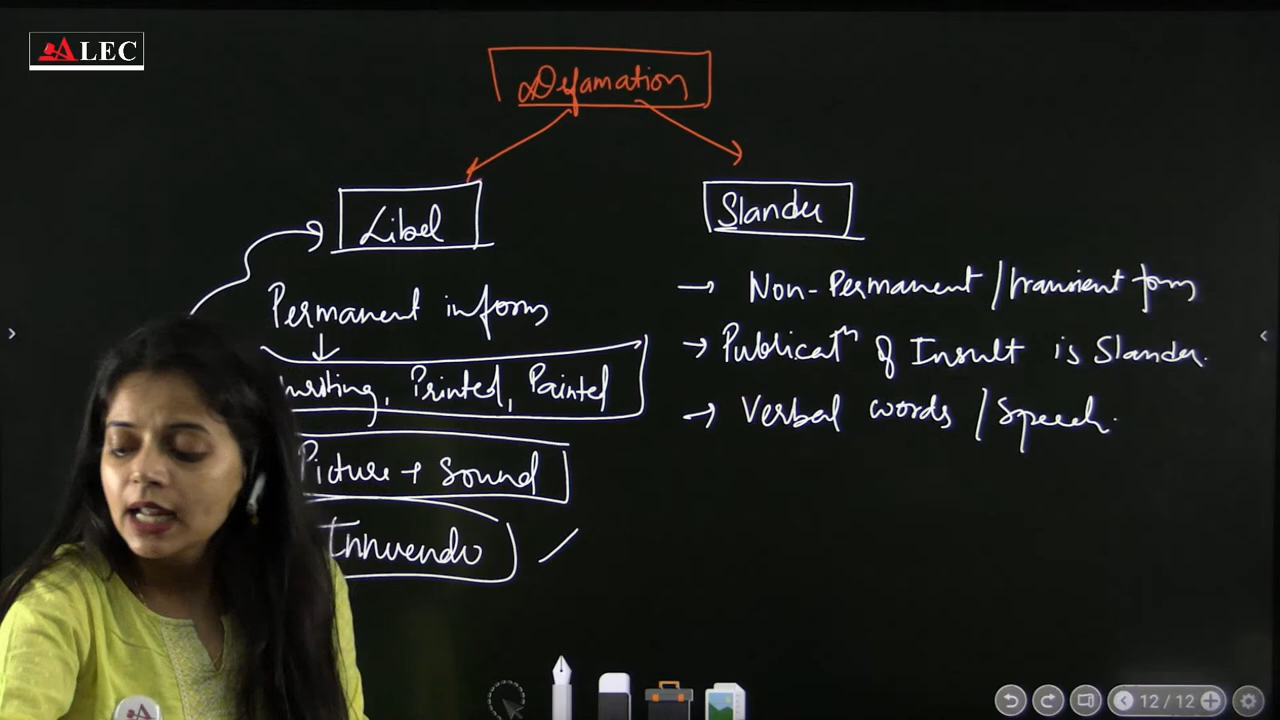 ALEC
Defamation
Libel
Slander
Permanent in form
writing, Printed, Painted
Picture + Sound
Innuendo
→ Non-Permanent / transient form
→ Publicatⁿ of Insult is Slander.
→ Verbal words / Speech.
12 / 12